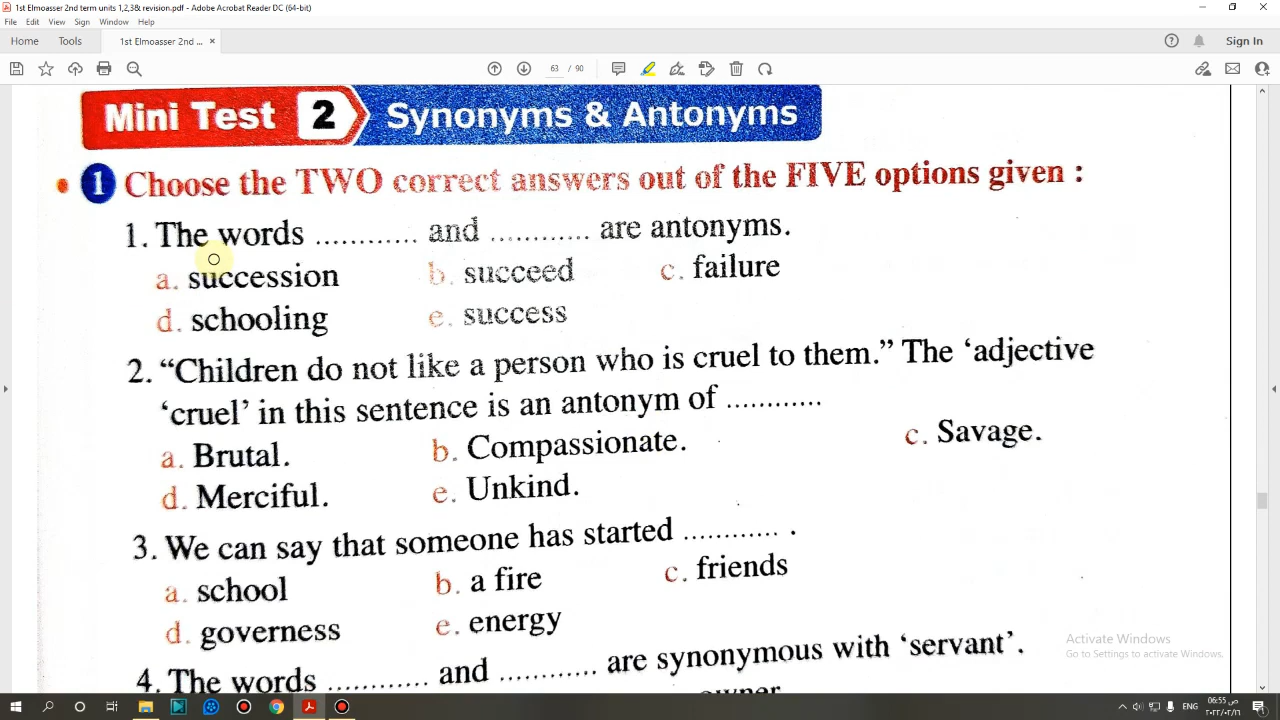 1st Elmoasser 2nd term units 1,2,3& revision.pdf - Adobe Acrobat Reader DC (64-bit)
File Edit View Sign Window Help
Home Tools 1st Elmoasser 2nd ... × Sign In
63 / 90
Mini Test 2 Synonyms & Antonyms
1 Choose the TWO correct answers out of the FIVE options given :
1. The words ............ and ............ are antonyms.
a. succession b. succeed c. failure
d. schooling e. success
2. “Children do not like a person who is cruel to them.” The ‘adjective
‘cruel’ in this sentence is an antonym of ............
a. Brutal. b. Compassionate. c. Savage.
d. Merciful. e. Unkind.
3. We can say that someone has started ............ .
a. school b. a fire c. friends
d. governess e. energy
4. The words ............ and ............ are synonymous with ‘servant’.
owner
Activate Windows
Go to Settings to activate Windows.
ENG 06:55 ص